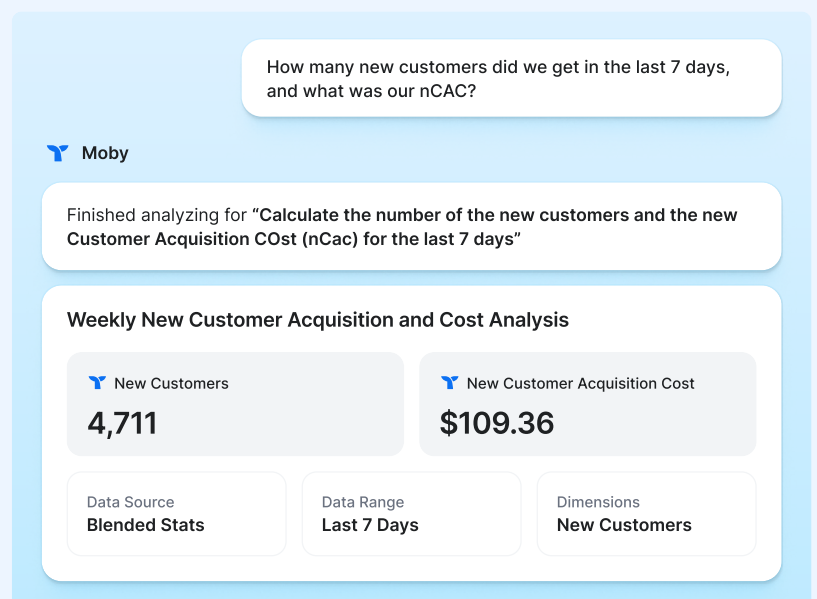 How many new customers did we get in the last 7 days,
and what was our nCAC?
Moby
Finished analyzing for “Calculate the number of the new customers and the new
Customer Acquisition COst (nCac) for the last 7 days”
Weekly New Customer Acquisition and Cost Analysis
New Customers
4,711
New Customer Acquisition Cost
$109.36
Data Source
Blended Stats
Data Range
Last 7 Days
Dimensions
New Customers